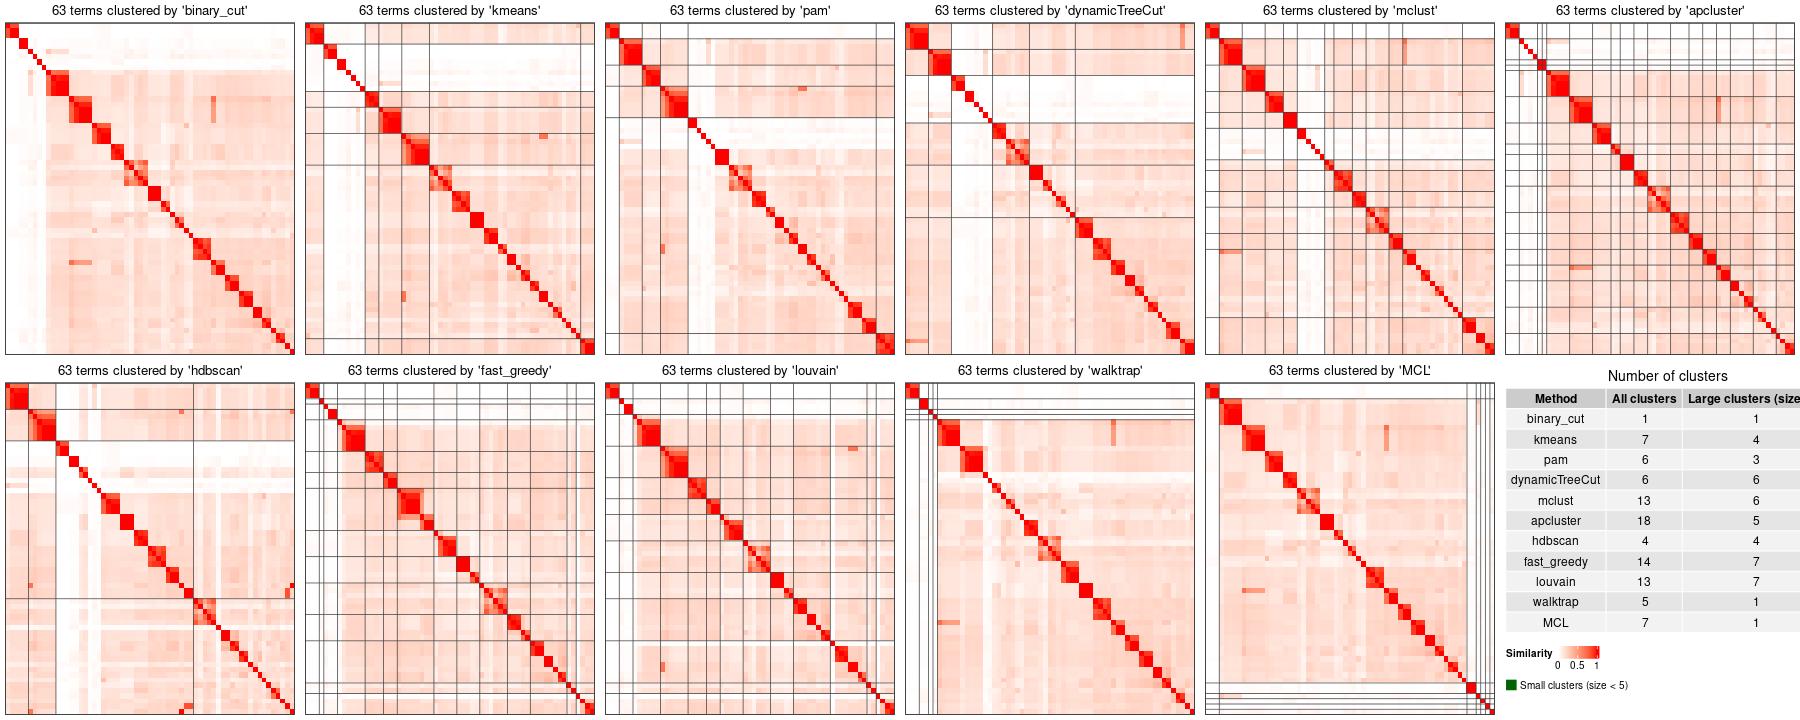 63 terms clustered by 'binary_cut'
63 terms clustered by 'kmeans'
63 terms clustered by 'pam'
63 terms clustered by 'dynamicTreeCut'
63 terms clustered by 'mclust'
63 terms clustered by 'apcluster'
63 terms clustered by 'hdbscan'
63 terms clustered by 'fast_greedy'
63 terms clustered by 'louvain'
63 terms clustered by 'walktrap'
63 terms clustered by 'MCL'
Number of clusters
Method All clusters Large clusters (size
binary_cut 1 1
kmeans 7 4
pam 6 3
dynamicTreeCut 6 6
mclust 13 6
apcluster 18 5
hdbscan 4 4
fast_greedy 14 7
louvain 13 7
walktrap 5 1
MCL 7 1
Similarity
0 0.5 1
Small clusters (size < 5)